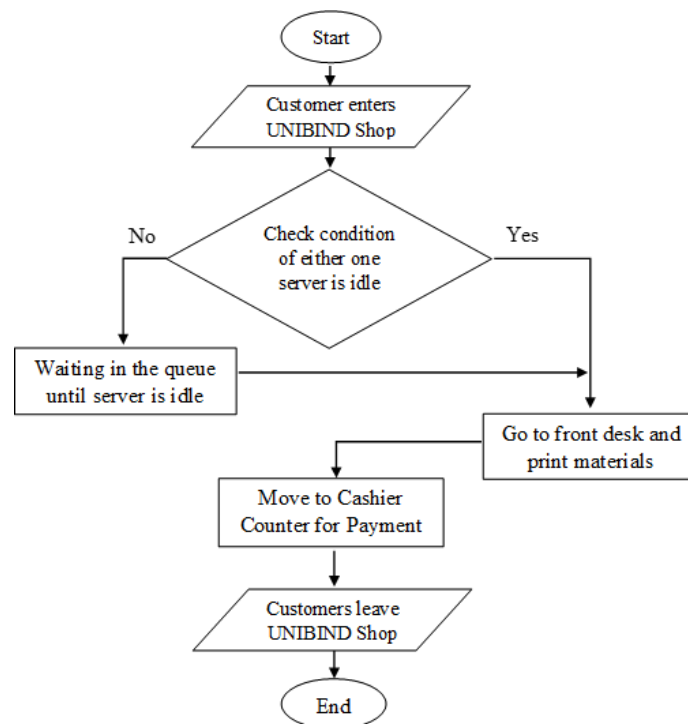 Start
Customer enters
UNIBIND Shop
No
Yes
Check condition
of either one
server is idle
Waiting in the queue
until server is idle
Go to front desk and
print materials
Move to Cashier
Counter for Payment
Customers leave
UNIBIND Shop
End